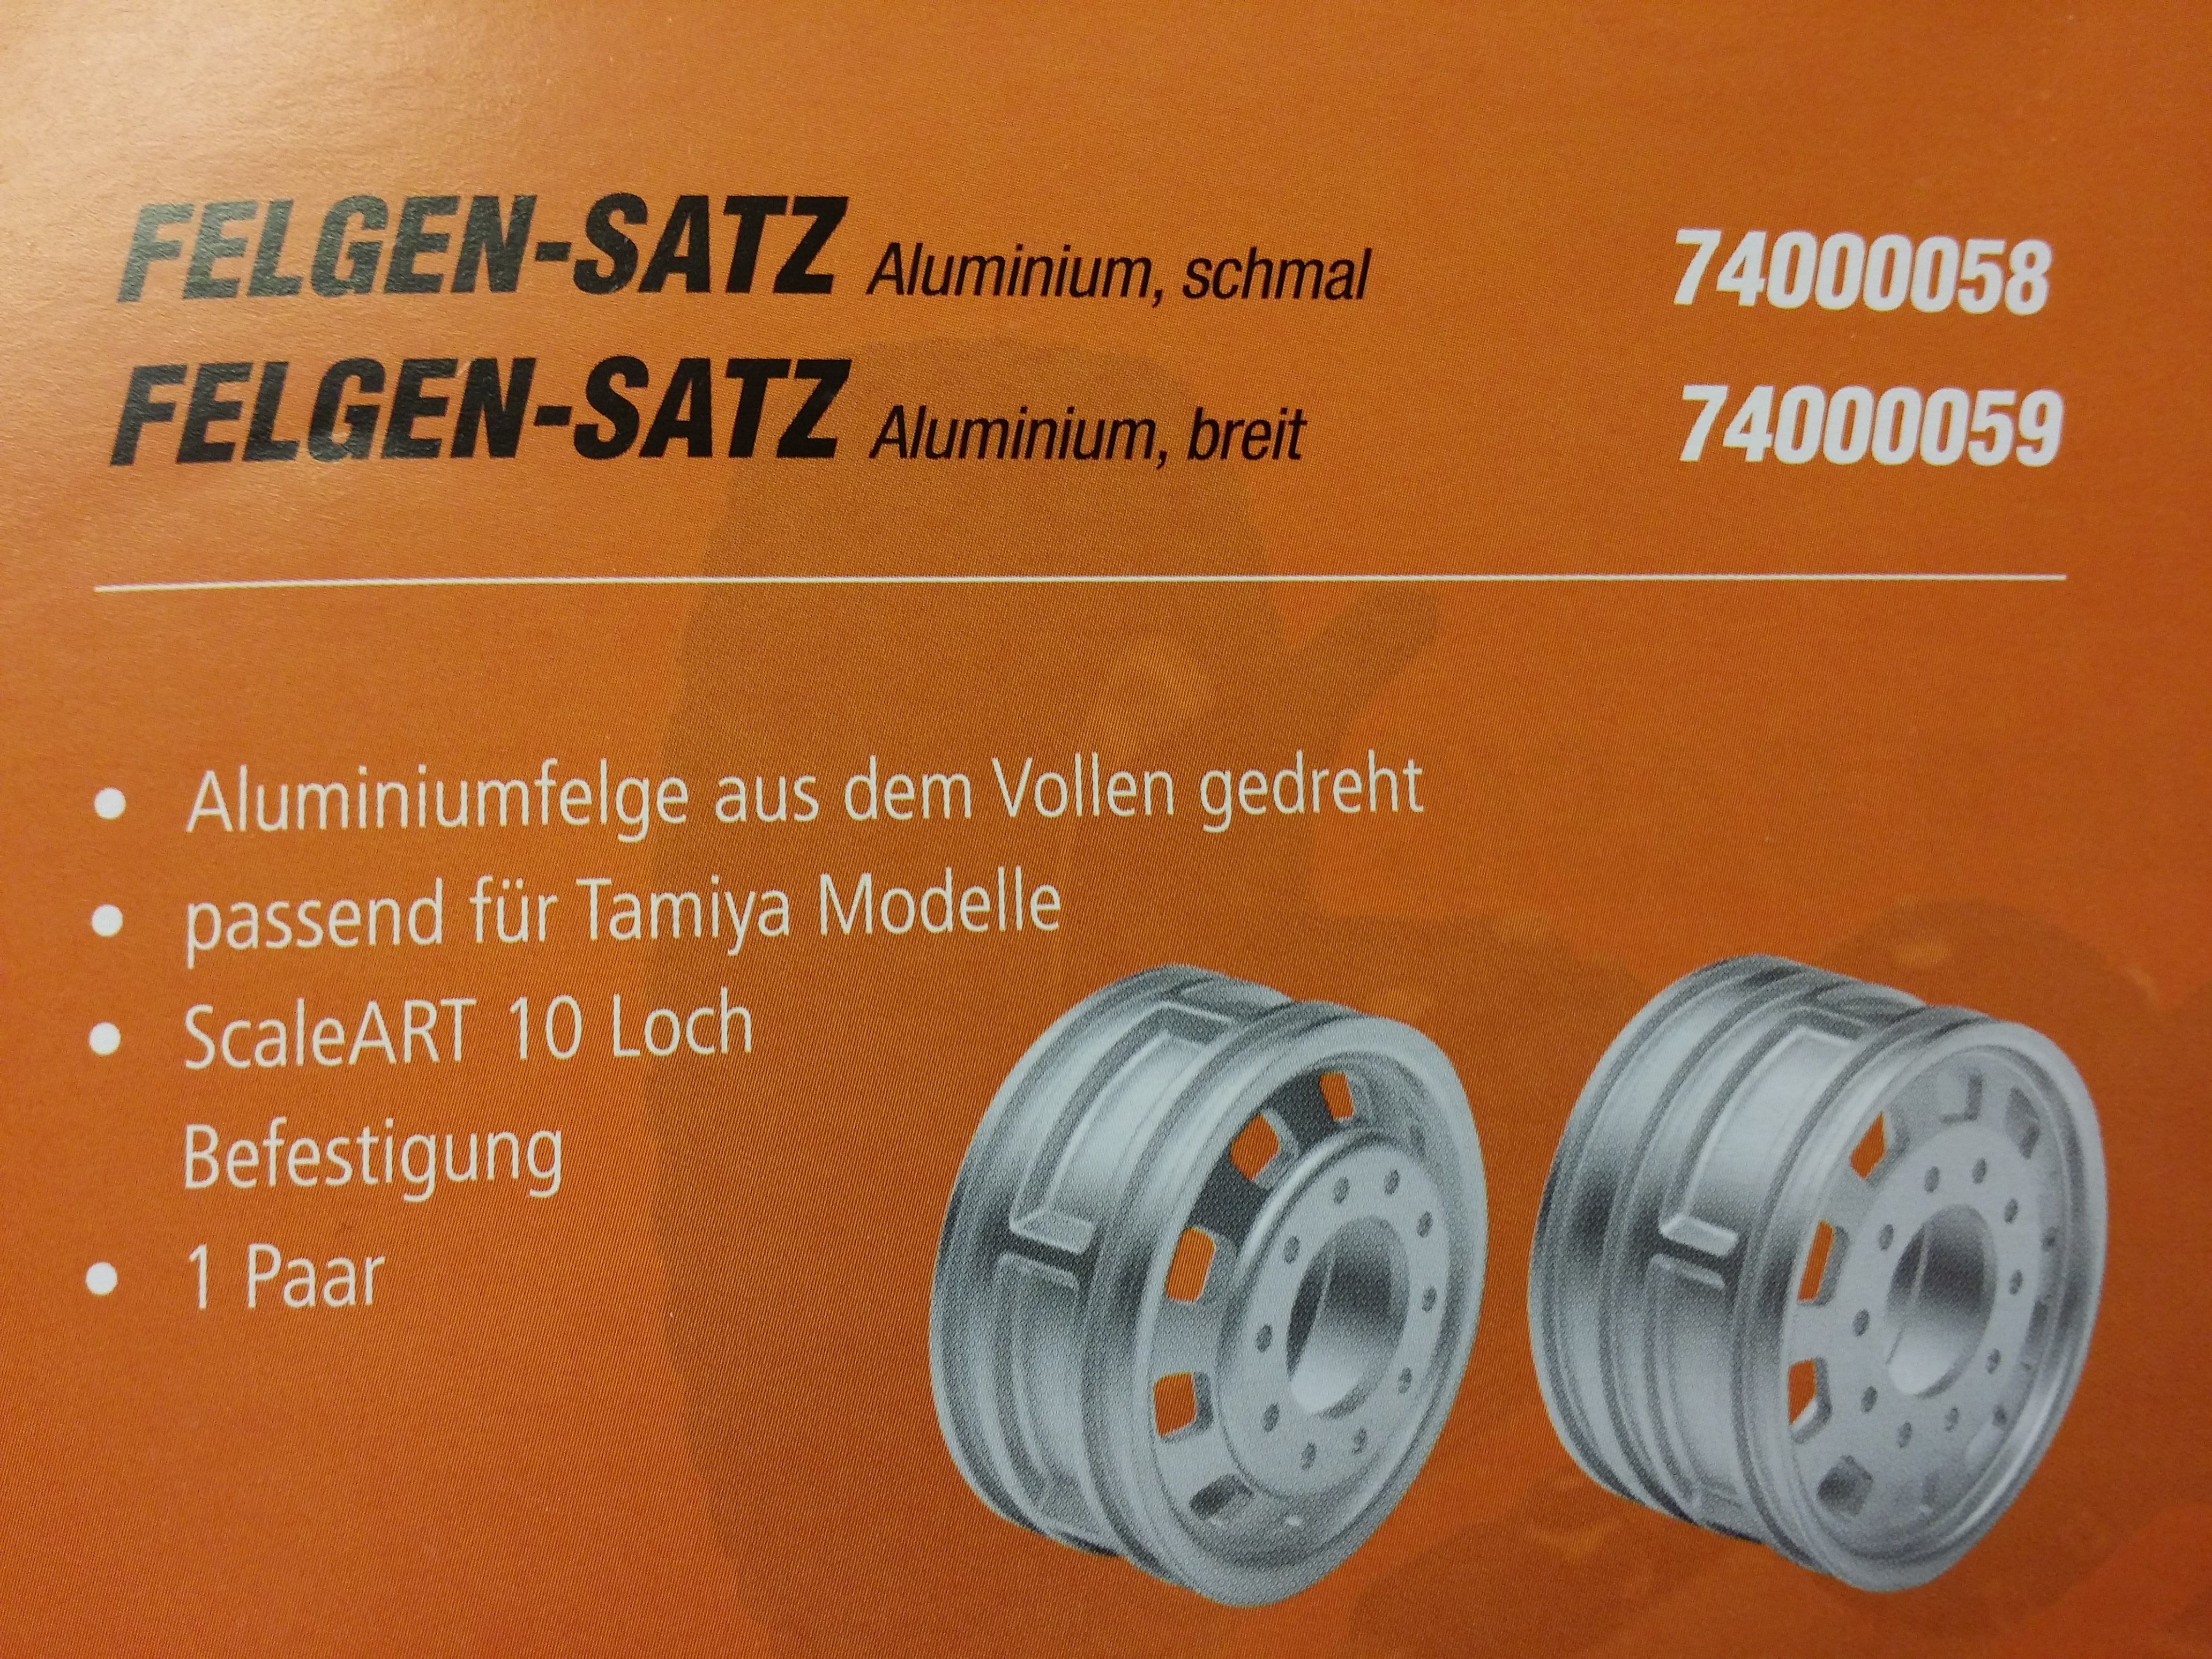 FELGEN-SATZ Aluminium, schmal 74000058
FELGEN-SATZ Aluminium, breit 74000059
• Aluminiumfelge aus dem Vollen gedreht
• passend für Tamiya Modelle
• ScaleART 10 Loch
Befestigung
• 1 Paar